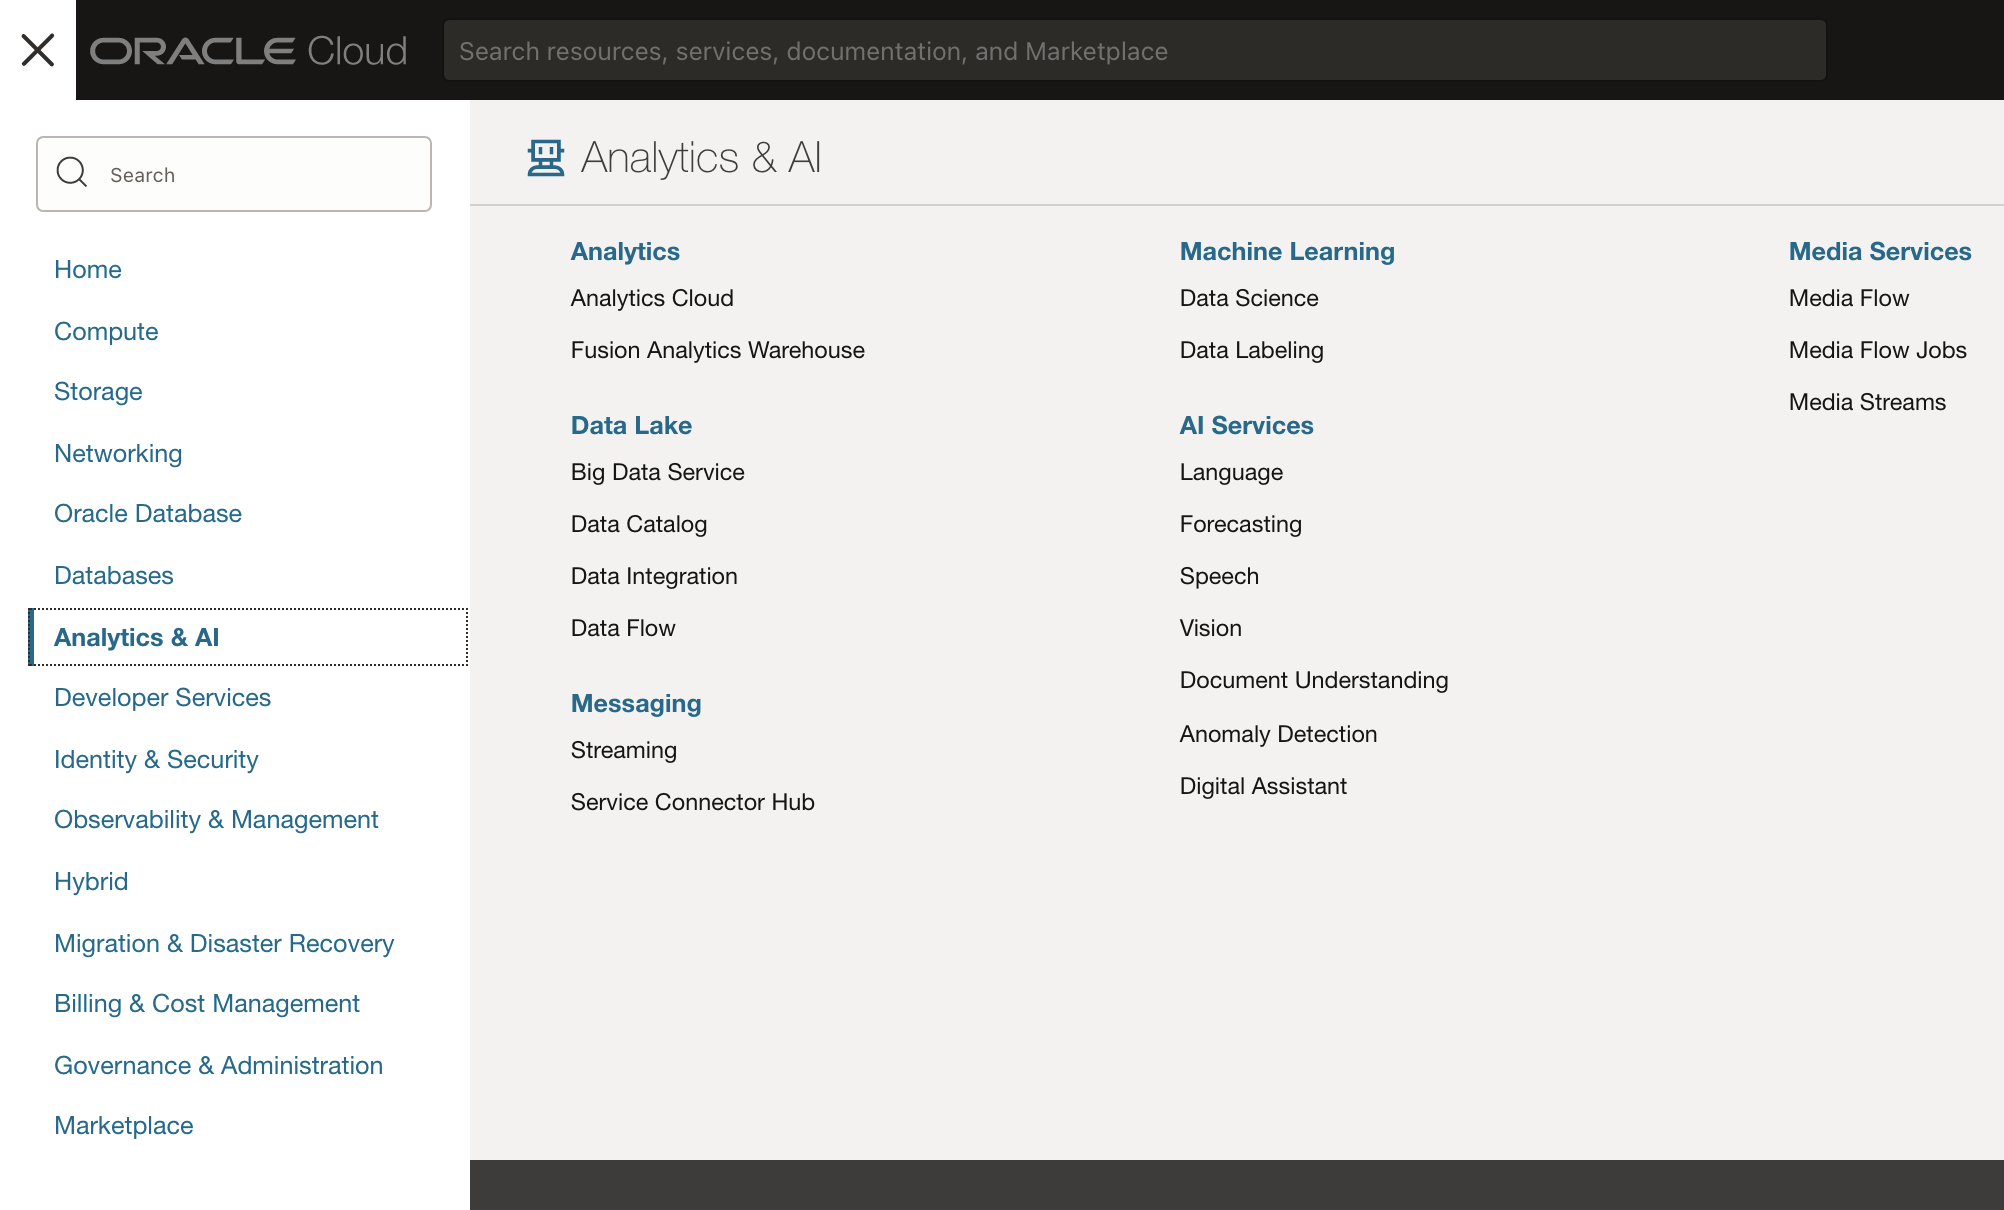 ORACLE Cloud
Search resources, services, documentation, and Marketplace
Search
Home
Compute
Storage
Networking
Oracle Database
Databases
Analytics & AI
Developer Services
Identity & Security
Observability & Management
Hybrid
Migration & Disaster Recovery
Billing & Cost Management
Governance & Administration
Marketplace
Analytics & AI
Analytics
Analytics Cloud
Fusion Analytics Warehouse
Data Lake
Big Data Service
Data Catalog
Data Integration
Data Flow
Messaging
Streaming
Service Connector Hub
Machine Learning
Data Science
Data Labeling
AI Services
Language
Forecasting
Speech
Vision
Document Understanding
Anomaly Detection
Digital Assistant
Media Services
Media Flow
Media Flow Jobs
Media Streams